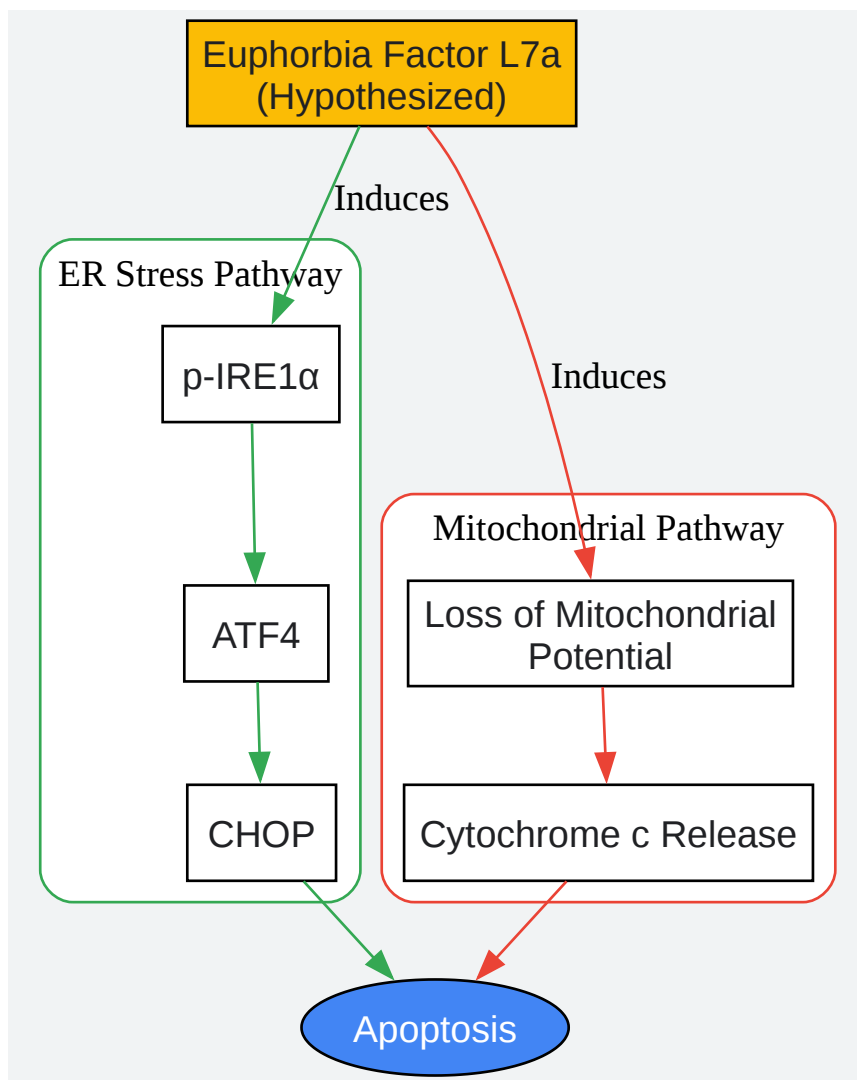 Euphorbia Factor L7a
(Hypothesized)
Induces
ER Stress Pathway
p-IRE1α
Induces
Mitochondrial Pathway
ATF4
Loss of Mitochondrial
Potential
CHOP
Cytochrome c Release
Apoptosis